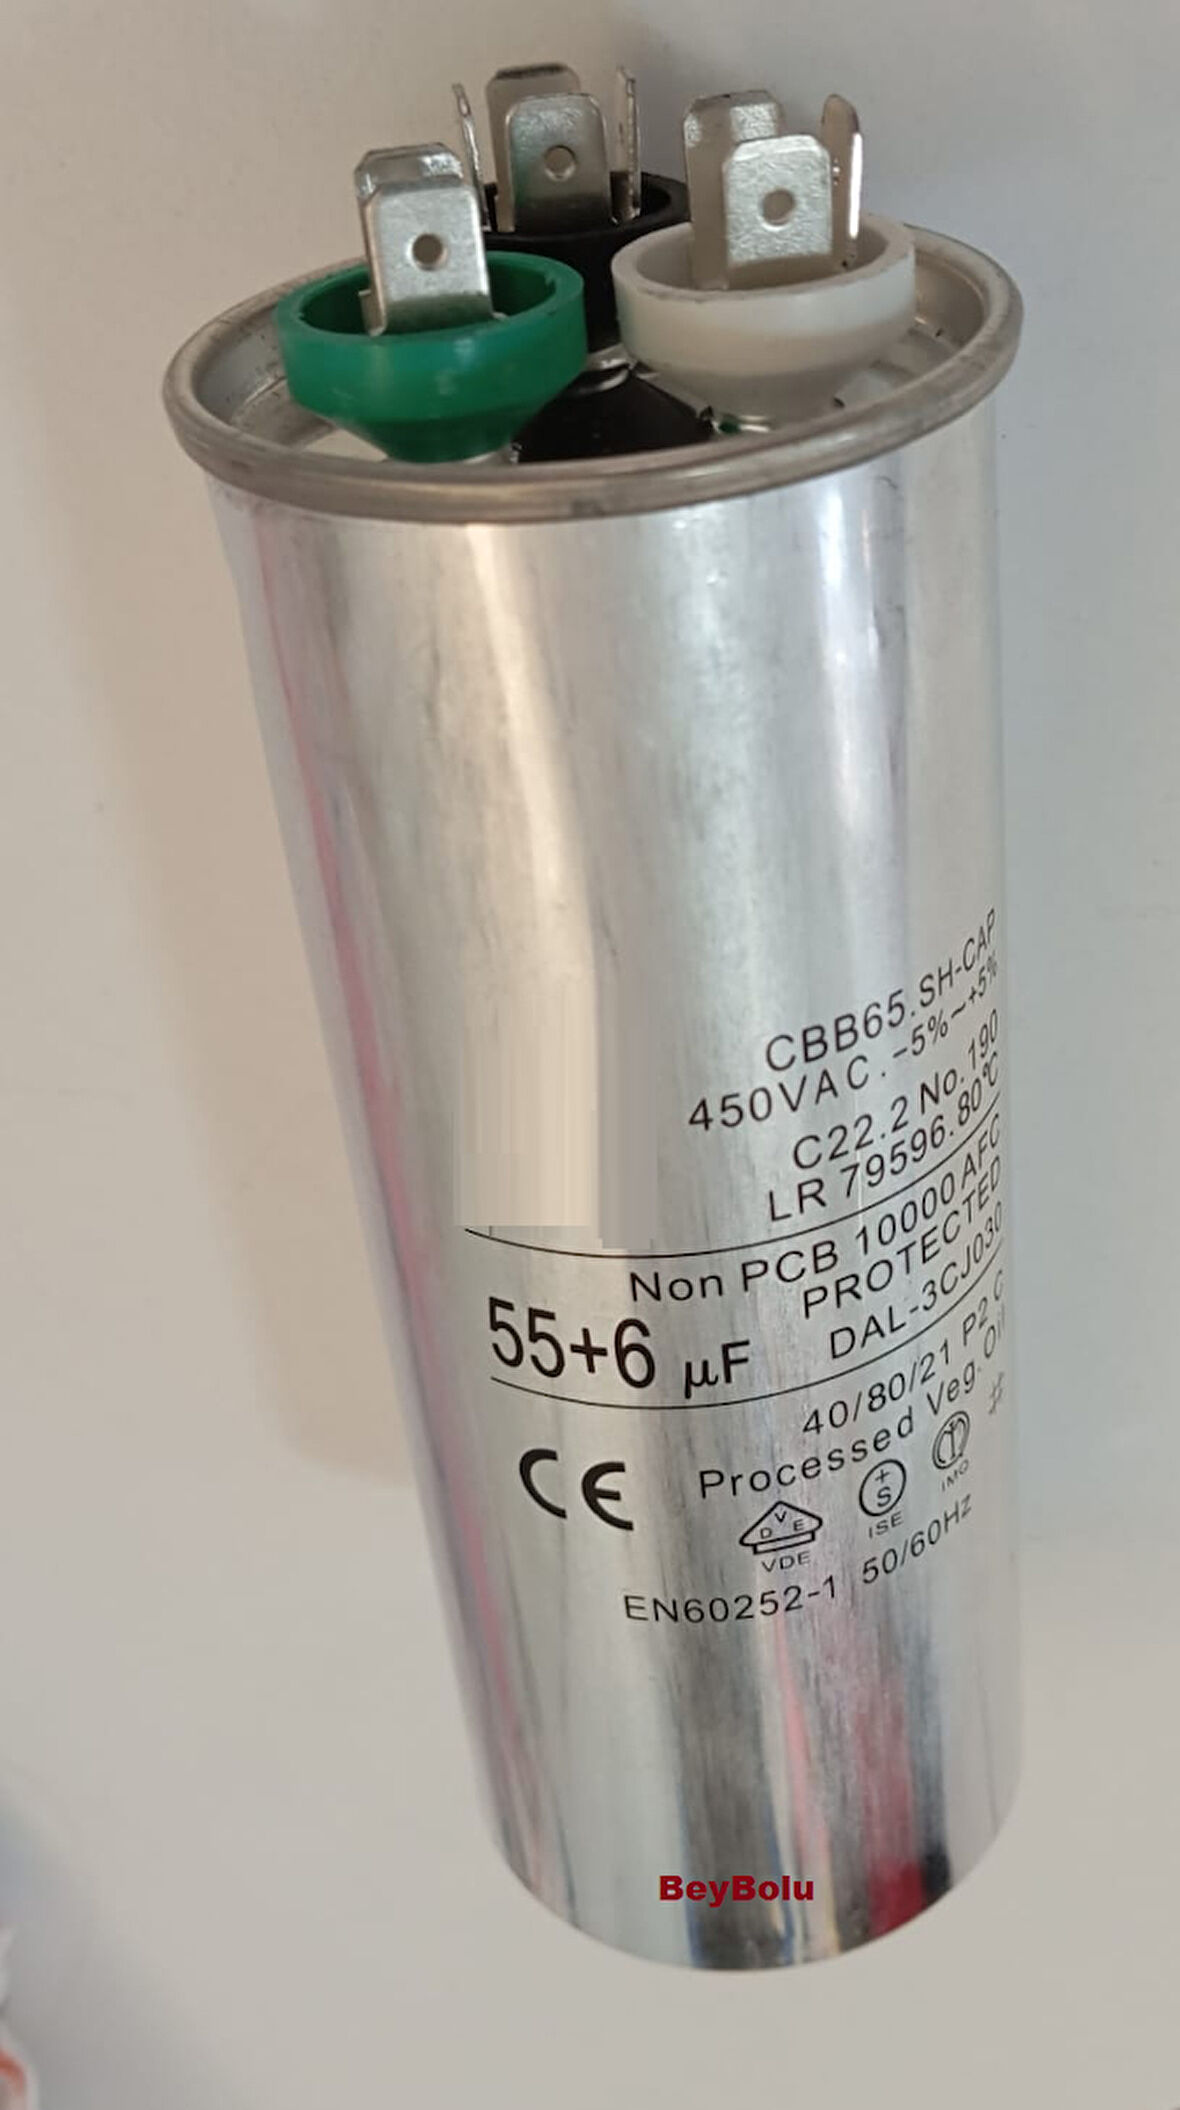 CBB65.SH-CAP
450VAC.-5%~+5%
C22.2 No.190
LR 79596.80℃
Non PCB 10000 AFC
PROTECTED
55+6 μF
DAL-3CJ030
40/80/21 P2 C
Processed Veg. Oil
CE
DVE
VDE
+S
ISE
IMQ
#
EN60252-1 50/60Hz
BeyBolu